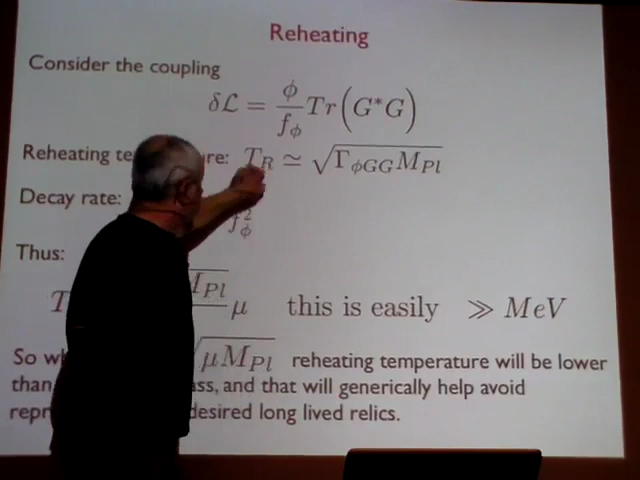 Reheating
Consider the coupling
δℒ = ϕ/f_ϕ Tr(G*G)
Reheating te ure: T_R ≃ √Γ_ϕGG M_Pl
Decay rate:
f_ϕ^2
Thus:
T M_Pl μ this is easily ≫ MeV
So √μM_Pl reheating temperature will be lower
than ass, and that will generically help avoid
desired long lived relics.